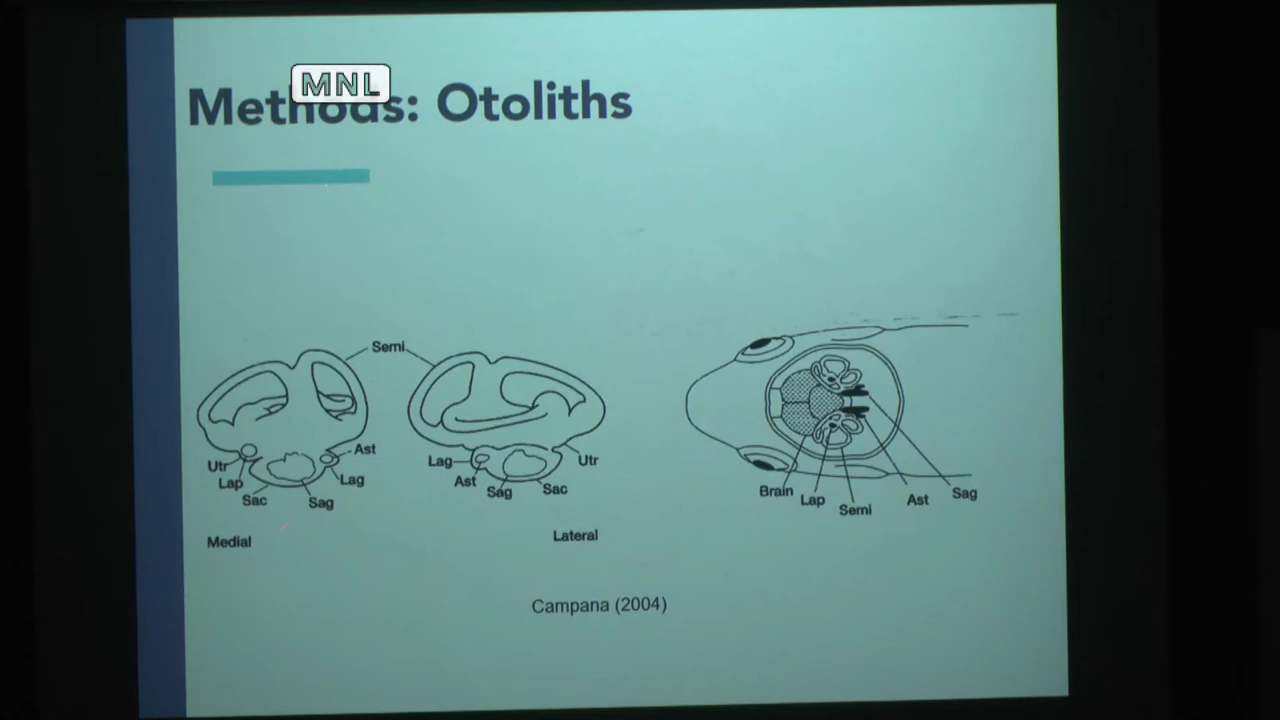 MNL
Methods: Otoliths
Semi
Utr
Lap
Sac
Ast
Lag
Sag
Medial
Lag
Ast
Sag
Sac
Utr
Lateral
Brain
Lap
Semi
Ast
Sag
Campana (2004)